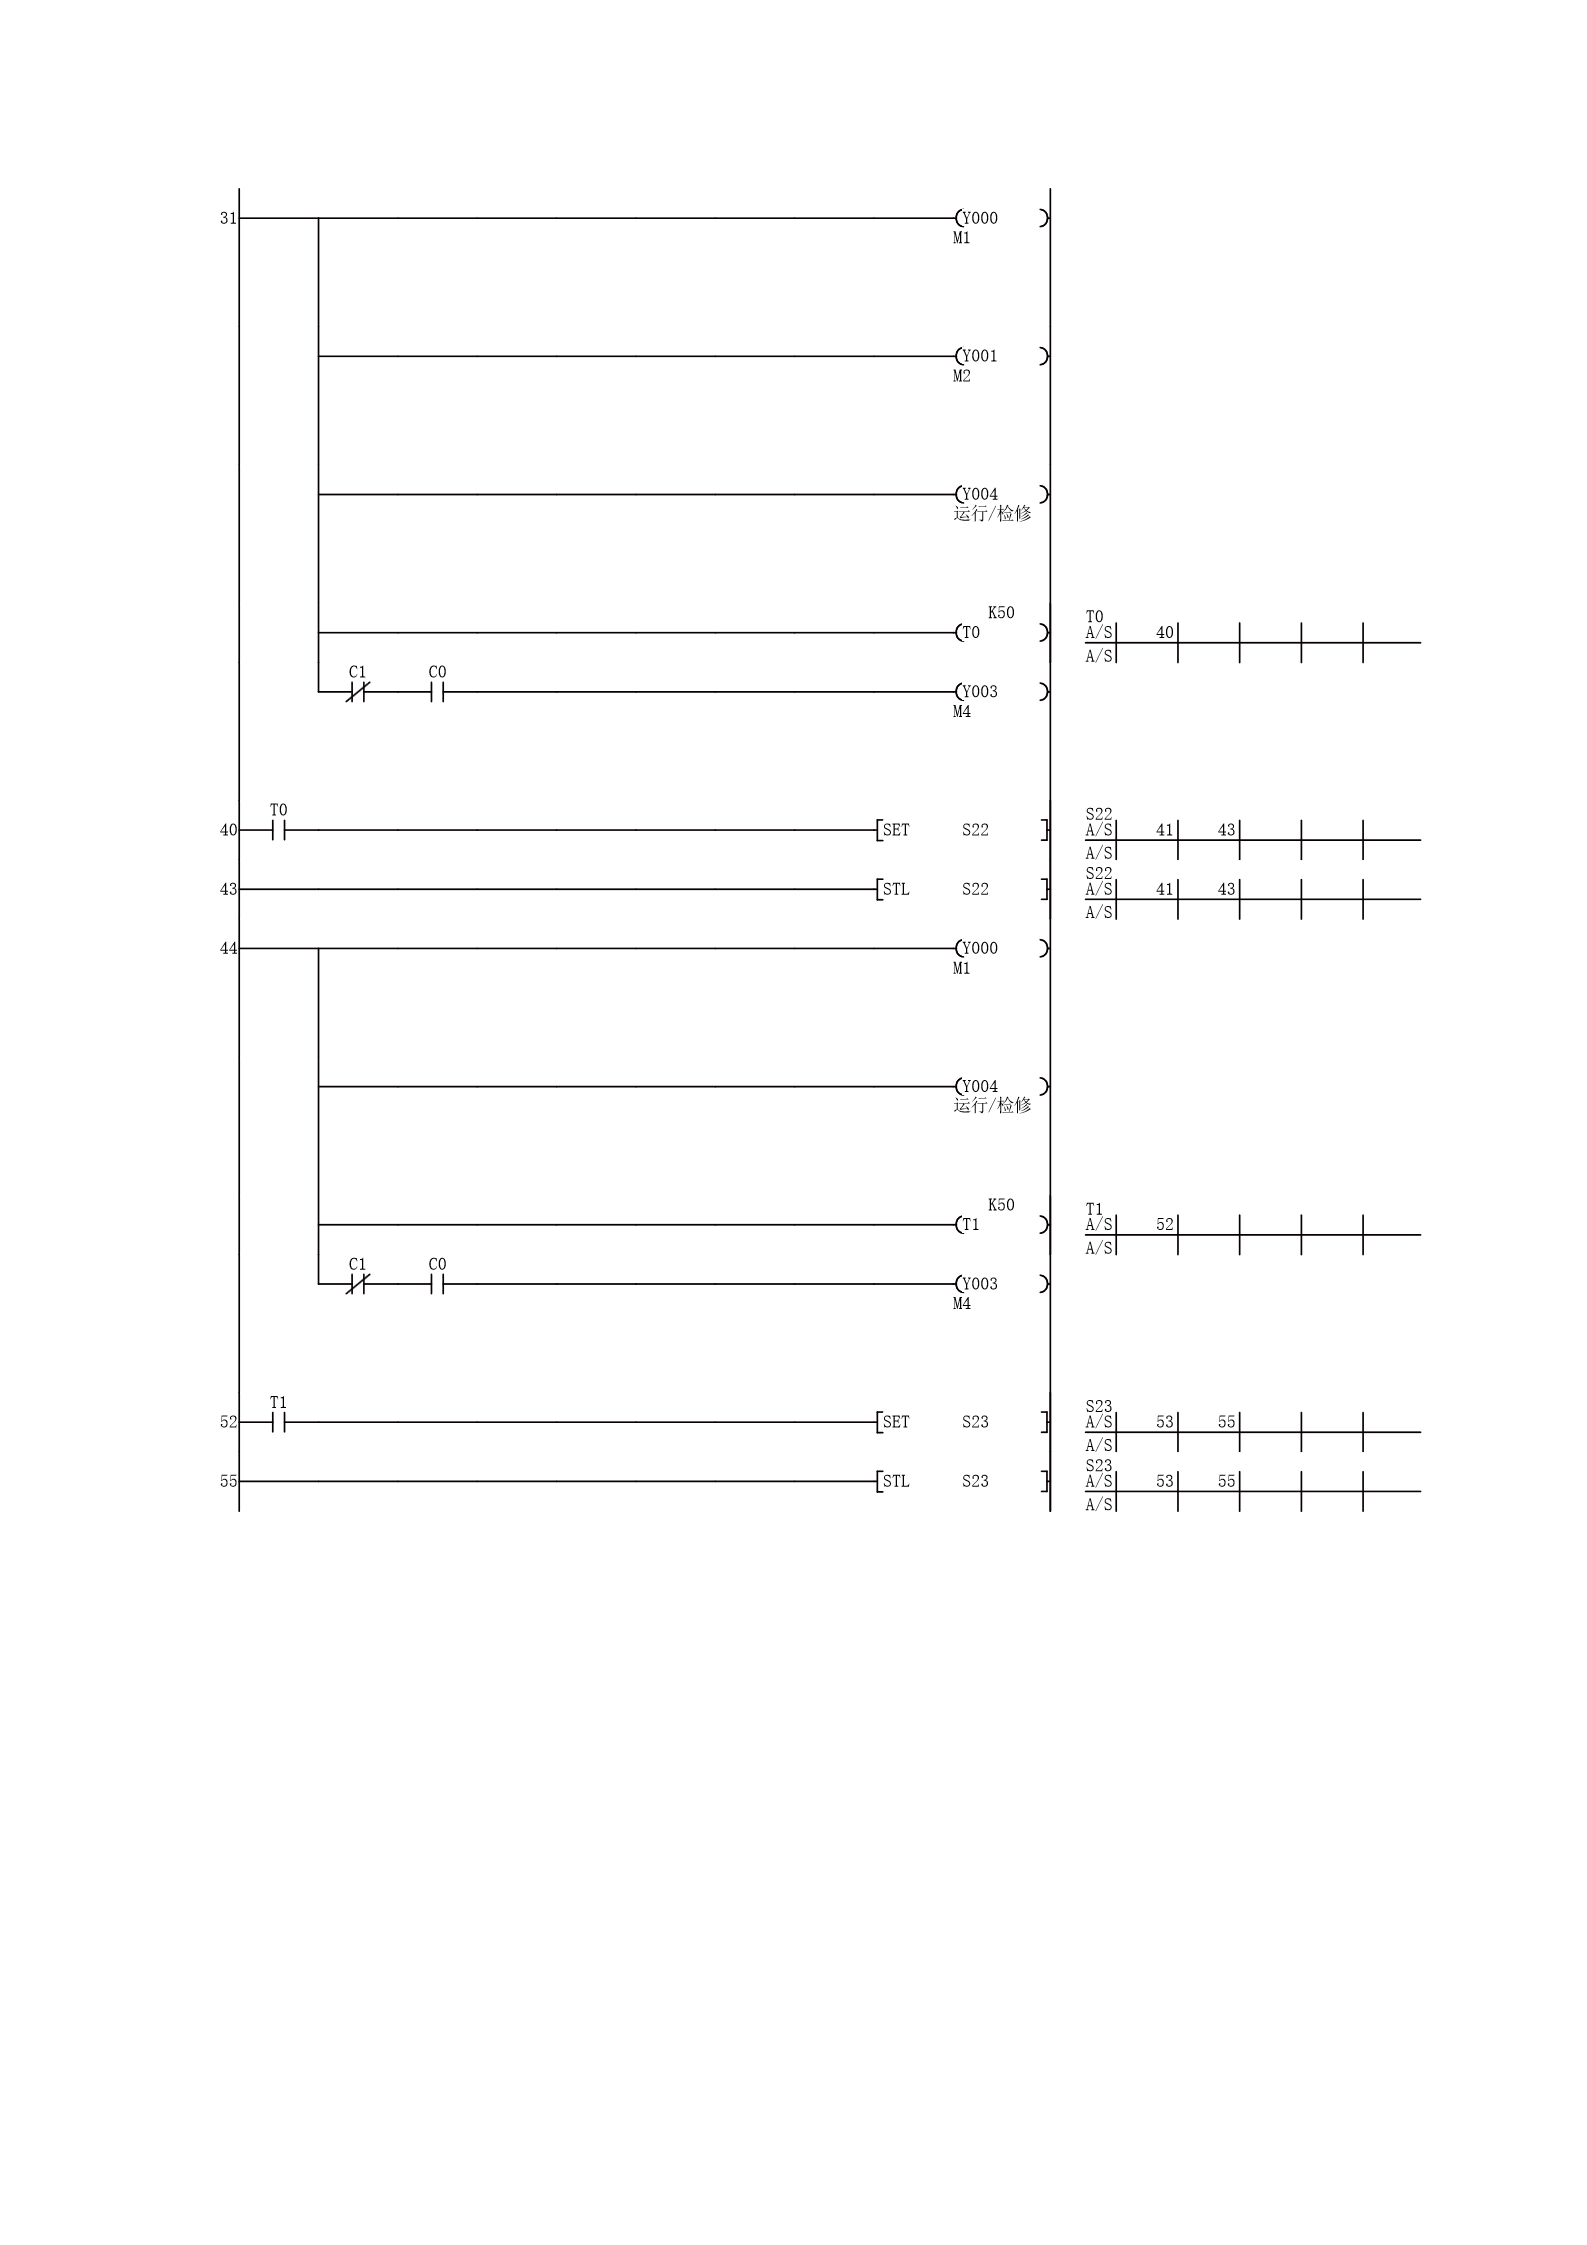 31 Y000
M1
Y001
M2
Y004
运行/检修
K50
T0
T0
A/S 40
A/S
C1 C0
Y003
M4
T0
40 SET S22
S22
A/S 41 43
A/S
43 STL S22
S22
A/S 41 43
A/S
44 Y000
M1
Y004
运行/检修
K50
T1
T1
A/S 52
A/S
C1 C0
Y003
M4
T1
52 SET S23
S23
A/S 53 55
A/S
55 STL S23
S23
A/S 53 55
A/S